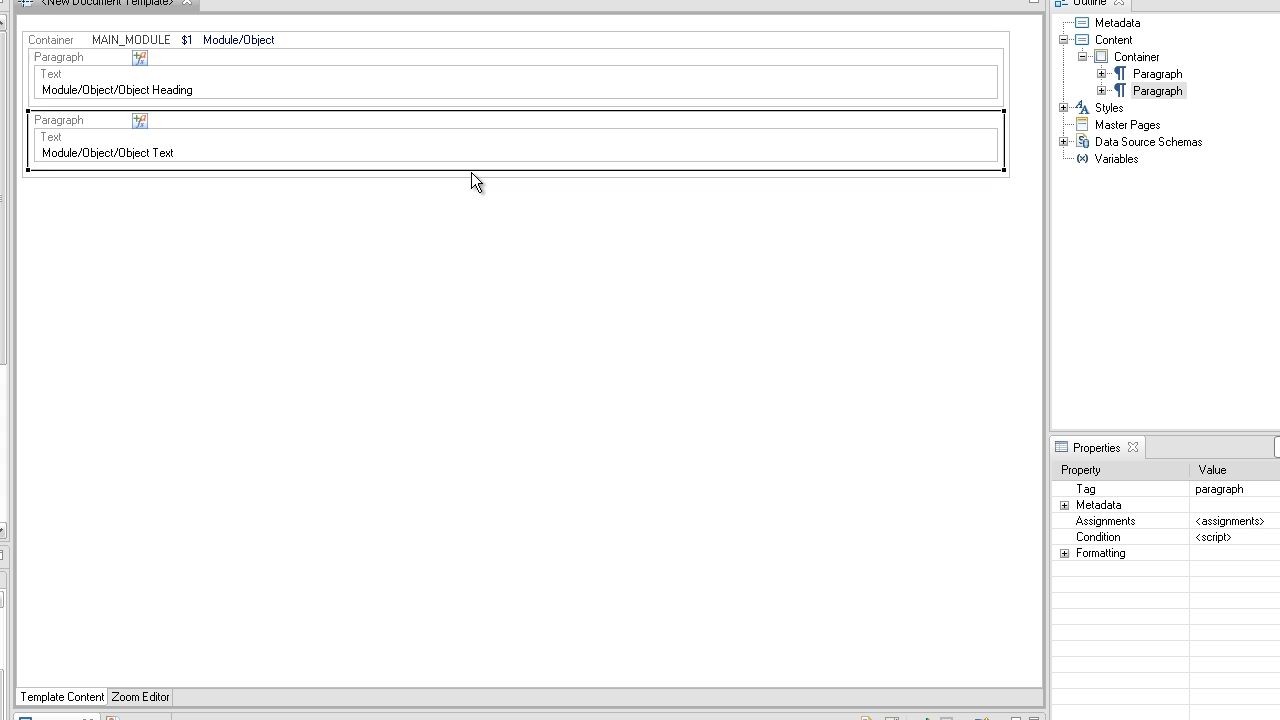 <New Document Template>
Container MAIN_MODULE $1 Module/Object
Paragraph
Text
Module/Object/Object Heading
Paragraph
Text
Module/Object/Object Text
Template Content Zoom Editor
Outline
Metadata
Content
Container
Paragraph
Paragraph
Styles
Master Pages
Data Source Schemas
(x) Variables
Properties
Property Value
Tag paragraph
Metadata
Assignments <assignments>
Condition <script>
Formatting